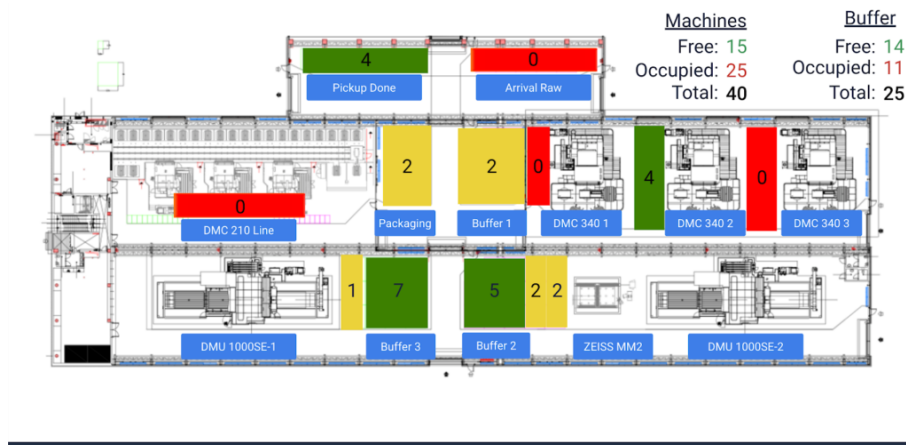 Machines
Free: 15
Occupied: 25
Total: 40
Buffer
Free: 14
Occupied: 11
Total: 25
4
0
Pickup Done
Arrival Raw
2
2
0
4
0
0
DMC 210 Line
Packaging
Buffer 1
DMC 340 1
DMC 340 2
DMC 340 3
1
7
5
2
2
DMU 1000SE-1
Buffer 3
Buffer 2
ZEISS MM2
DMU 1000SE-2